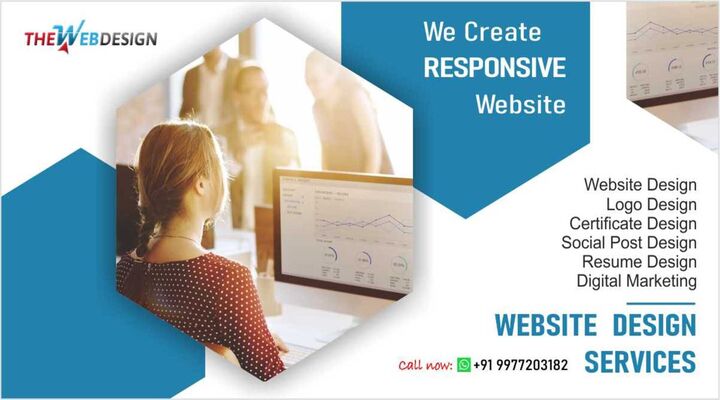 THEWEBDESIGN
We Create
RESPONSIVE
Website
Website Design
Logo Design
Certificate Design
Social Post Design
Resume Design
Digital Marketing
WEBSITE DESIGN
SERVICES
Call now: +91 9977203182